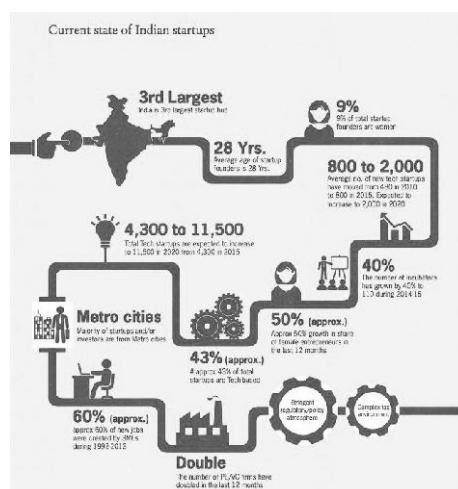 Current state of Indian startups
3rd Largest
India is 3rd largest startup hub
9%
9% of total startup
founders are women
28 Yrs.
Average age of startup
founders is 28 Yrs.
800 to 2,000
Average no. of new tech startups
have moved from 480 in 2010
to 800 in 2015. Expected to
increase to 2,000 in 2020
4,300 to 11,500
Total Tech startups are expected to increase
to 11,500 in 2020 from 4,300 in 2015
40%
The number of incubators
has grown by 40% to
110 during 2014-15
Metro cities
Majority of startups and/or
investors are from Metro cities
50% (approx.)
Approx 50% growth in share
of female entrepreneurs in
the last 12 months
43% (approx.)
approx 43% of total
startups are Tech based
60% (approx.)
approx 60% of new jobs
were created by
during
Stringent
regulatory/policy
atmosphere
Complex tax
environment
Double
The number of PE/VC firms have
doubled in the last 12 months